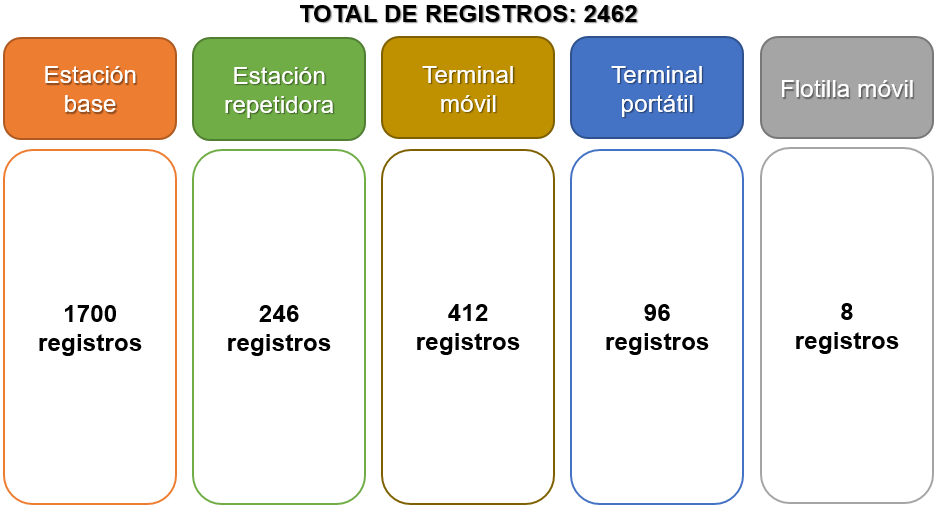 TOTAL DE REGISTROS: 2462
Estación
base
Estación
repetidora
Terminal
móvil
Terminal
portátil
Flotilla móvil
1700
registros
246
registros
412
registros
96
registros
8
registros